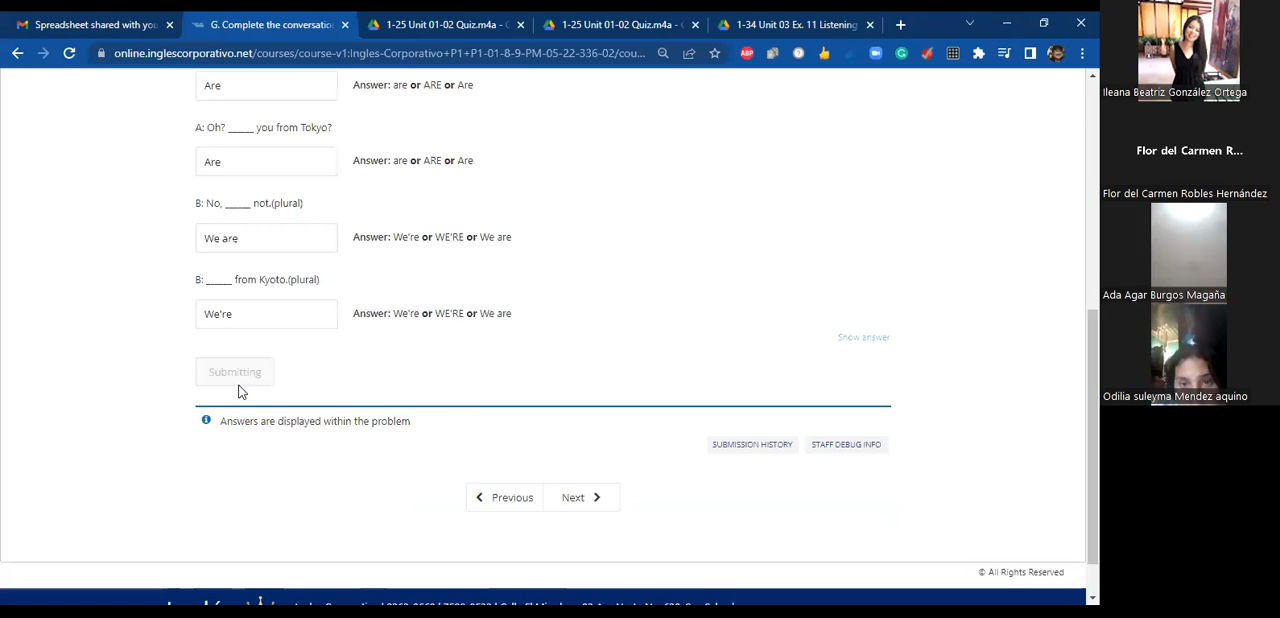 Spreadsheet shared with you
G. Complete the conversatio
1-25 Unit 01-02 Quiz.m4a - G
1-25 Unit 01-02 Quiz.m4a - G
1-34 Unit 03 Ex. 11 Listening
online.inglescorporativo.net/courses/course-v1:Ingles-Corporativo+P1+P1-01-8-9-PM-05-22-336-02/cou...
Are
Answer: are or ARE or Are
A: Oh? _____ you from Tokyo?
Are
Answer: are or ARE or Are
B: No, _____ not.(plural)
We are
Answer: We're or WE'RE or We are
B: _____ from Kyoto.(plural)
We're
Answer: We're or WE'RE or We are
Show answer
Submitting
Answers are displayed within the problem
SUBMISSION HISTORY
STAFF DEBUG INFO
Previous
Next
© All Rights Reserved
Ileana Beatriz González Ortega
Flor del Carmen R...
Flor del Carmen Robles Hernández
Ada Agar Burgos Magaña
Odilia suleyma Mendez aquino